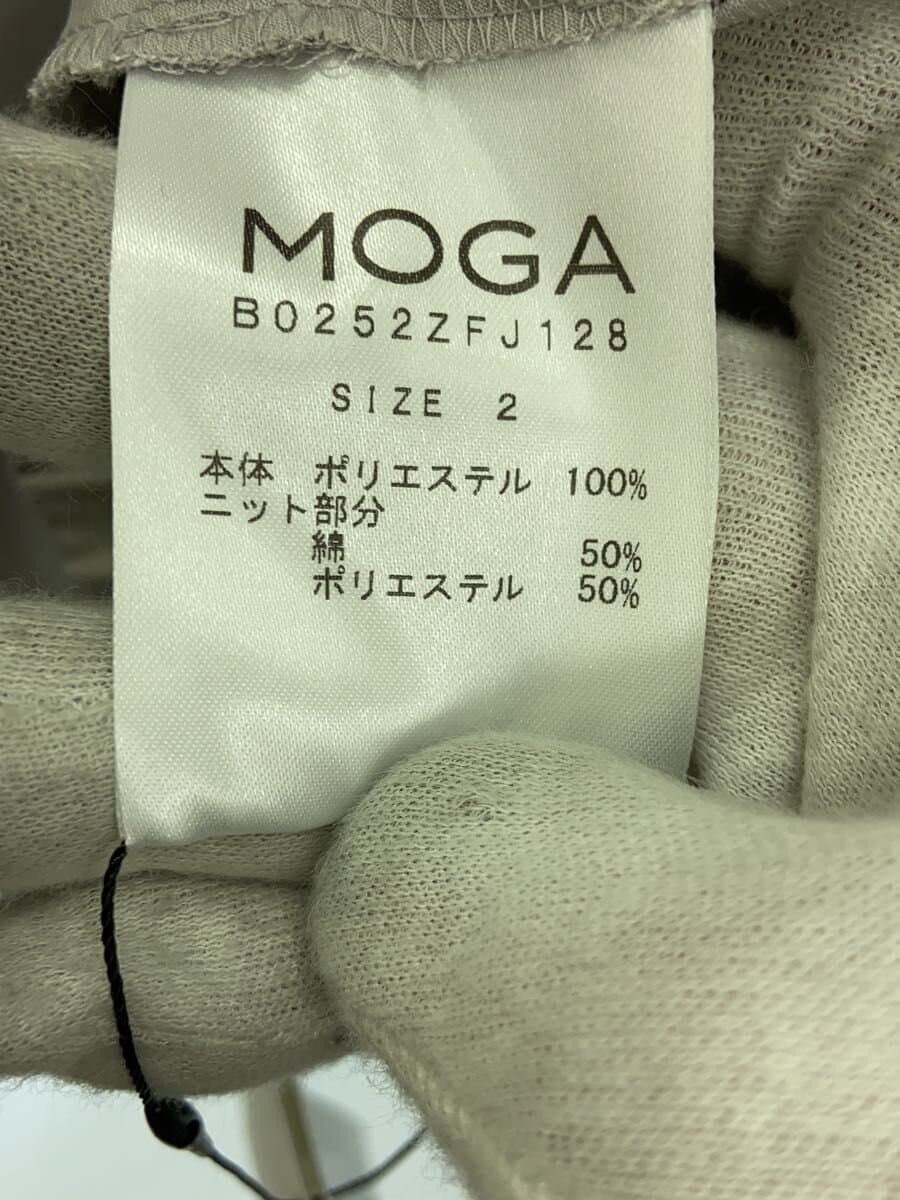 MOGA
B0252ZFJ128
SIZE 2
本体 ポリエステル 100%
ニット部分
綿 50%
ポリエステル 50%